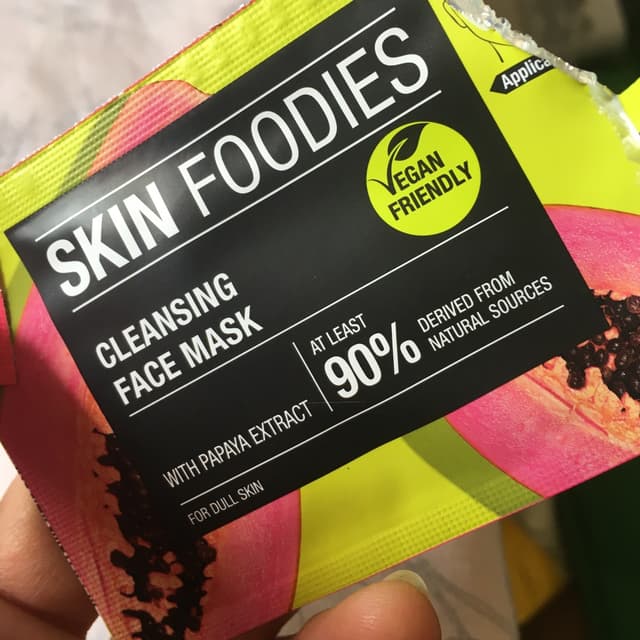 SKIN FOODIES
VEGAN
FRIENDLY
CLEANSING
FACE MASK
WITH PAPAYA EXTRACT
AT LEAST
90%
DERIVED FROM
NATURAL SOURCES
FOR DULL SKIN